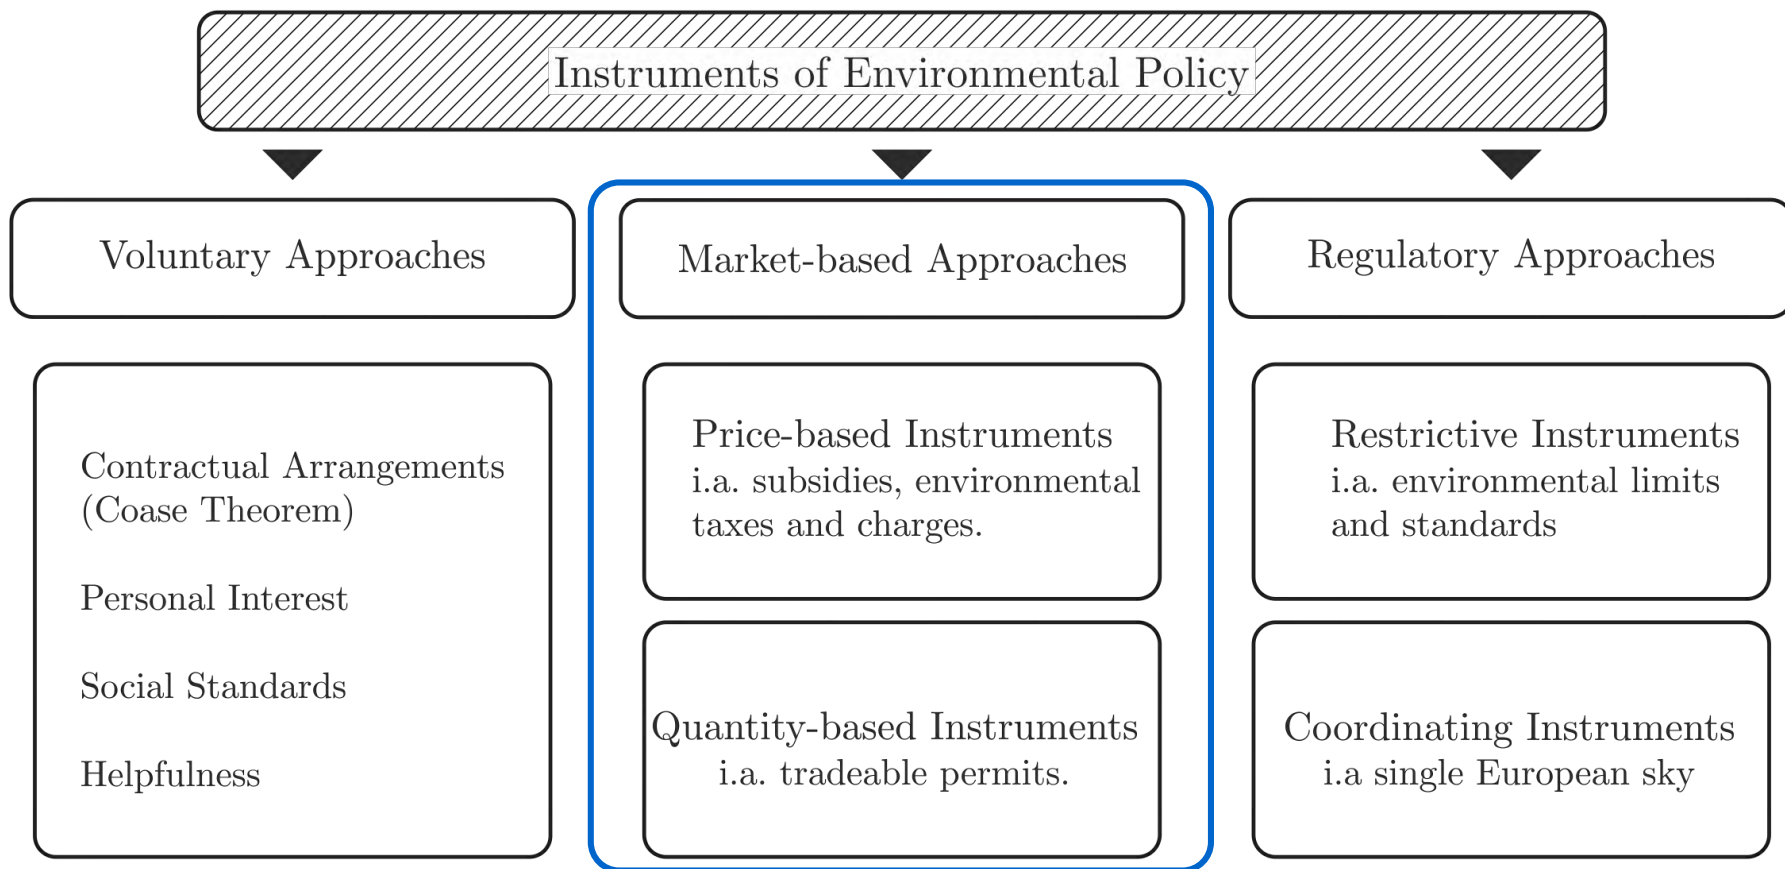 Instruments of Environmental Policy
Voluntary Approaches
Contractual Arrangements
(Coase Theorem)
Personal Interest
Social Standards
Helpfulness
Market-based Approaches
Price-based Instruments
i.a. subsidies, environmental
taxes and charges.
Quantity-based Instruments
i.a. tradeable permits.
Regulatory Approaches
Restrictive Instruments
i.a. environmental limits
and standards
Coordinating Instruments
i.a single European sky